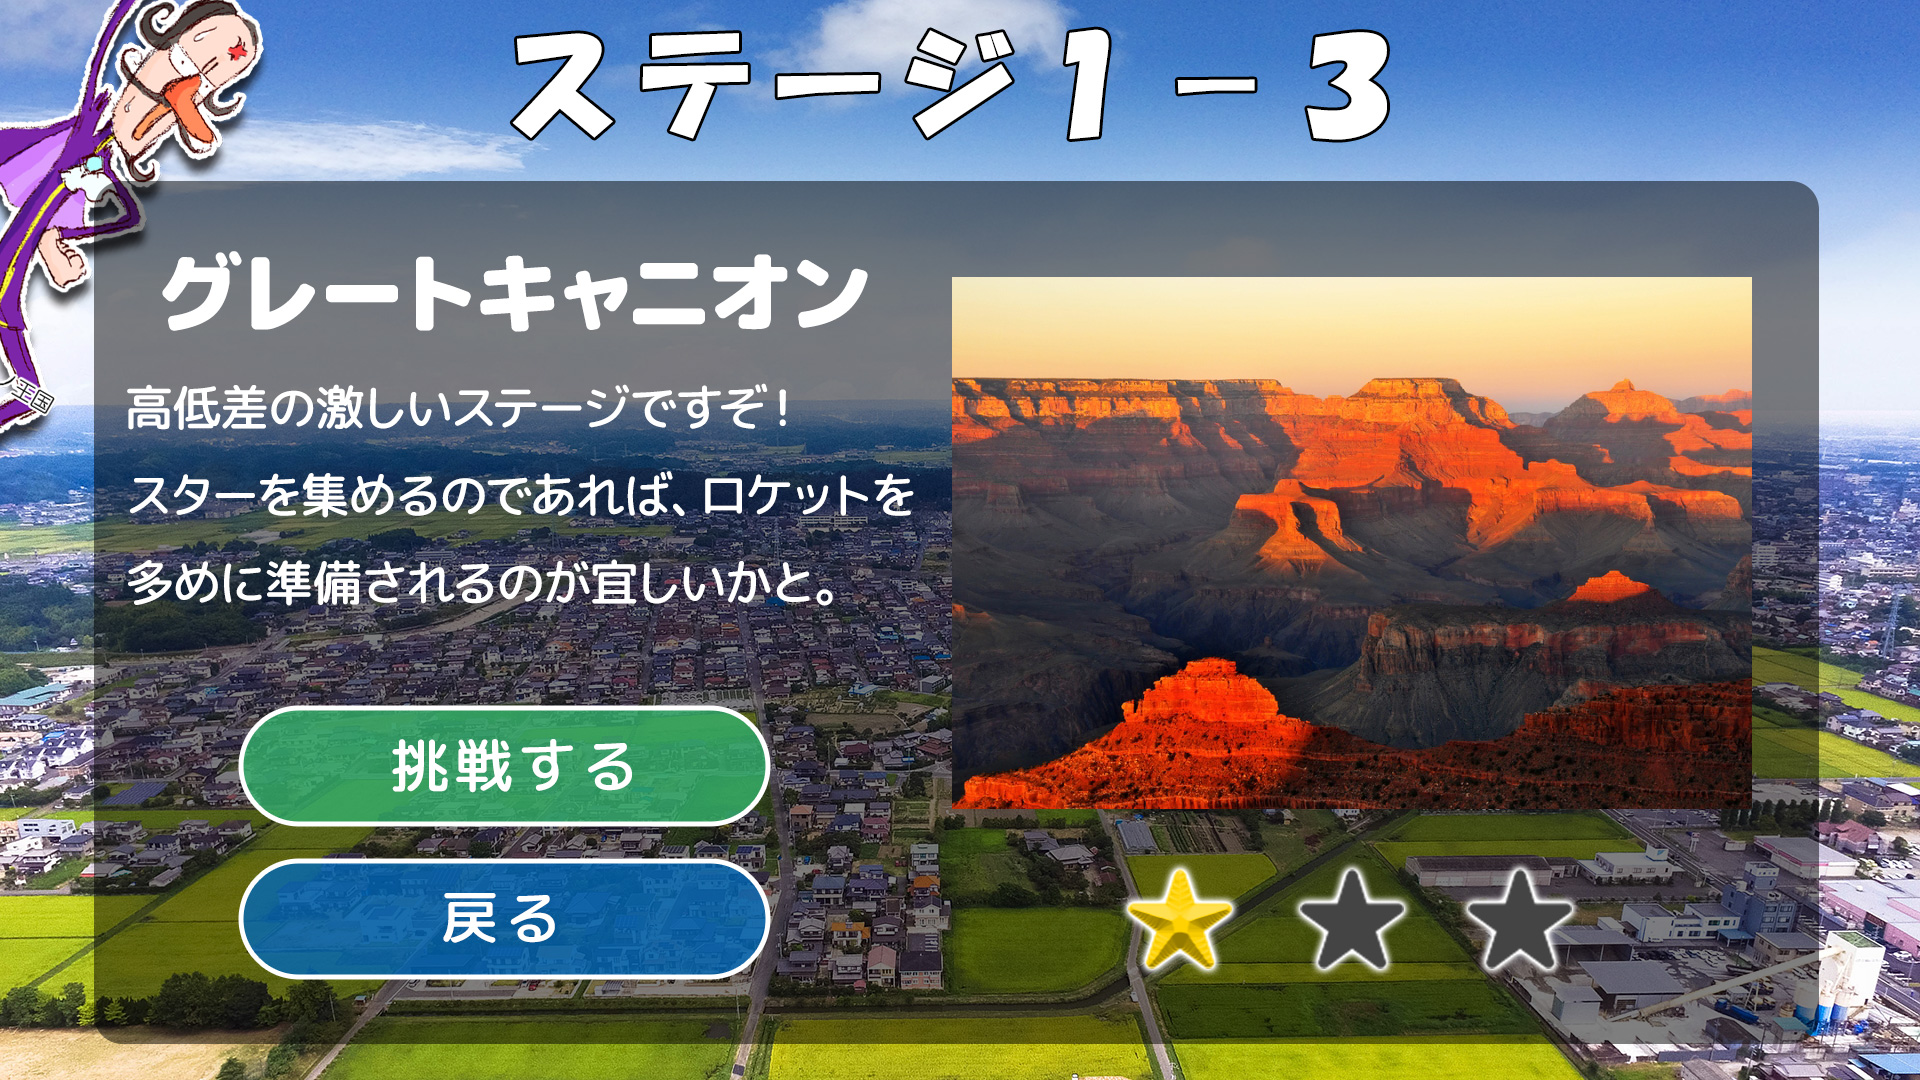 ステージ１－３
グレートキャニオン
高低差の激しいステージですぞ！
スターを集めるのであれば、ロケットを
多めに準備されるのが宜しいかと。
挑戦する
戻る
王国